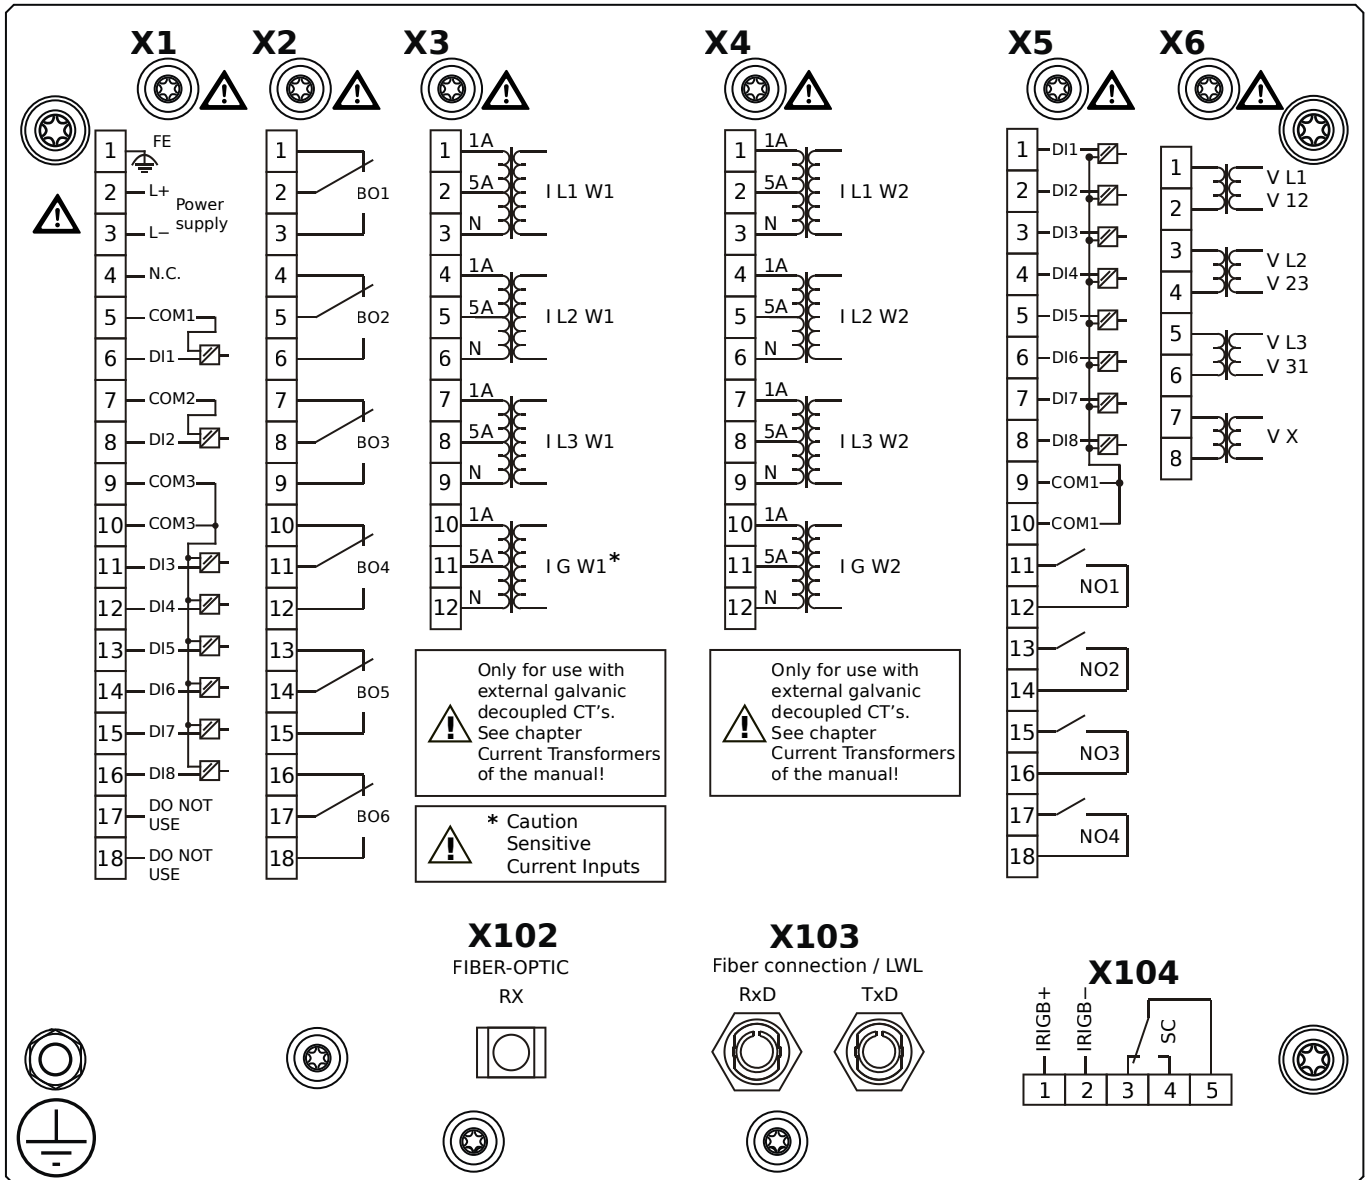 X1
X2
X3
X4
X5
X6
1 FE
2 L+
Power
supply
3 L−
4 N.C.
5 COM1
6 DI1
7 COM2
8 DI2
9 COM3
10 COM3
11 DI3
12 DI4
13 DI5
14 DI6
15 DI7
16 DI8
17 DO NOT
USE
18 DO NOT
USE
1
2 BO1
3
4
5 BO2
6
7
8 BO3
9
10
11 BO4
12
13
14 BO5
15
16
17 BO6
18
1 1A
2 5A I L1 W1
3 N
4 1A
5 5A I L2 W1
6 N
7 1A
8 5A I L3 W1
9 N
10 1A
11 5A I G W1*
12 N
Only for use with
external galvanic
decoupled CT's.
See chapter
Current Transformers
of the manual!
* Caution
Sensitive
Current Inputs
1 1A
2 5A I L1 W2
3 N
4 1A
5 5A I L2 W2
6 N
7 1A
8 5A I L3 W2
9 N
10 1A
11 5A I G W2
12 N
Only for use with
external galvanic
decoupled CT's.
See chapter
Current Transformers
of the manual!
1 DI1
2 DI2
3 DI3
4 DI4
5 DI5
6 DI6
7 DI7
8 DI8
9 COM1
10 COM1
11
NO1
12
13
NO2
14
15
NO3
16
17
NO4
18
1 V L1
2 V 12
3 V L2
4 V 23
5 V L3
6 V 31
7
V X
8
X102
FIBER-OPTIC
RX
X103
Fiber connection / LWL
RxD TxD
X104
IRIGB+
IRIGB−
SC
1 2 3 4 5